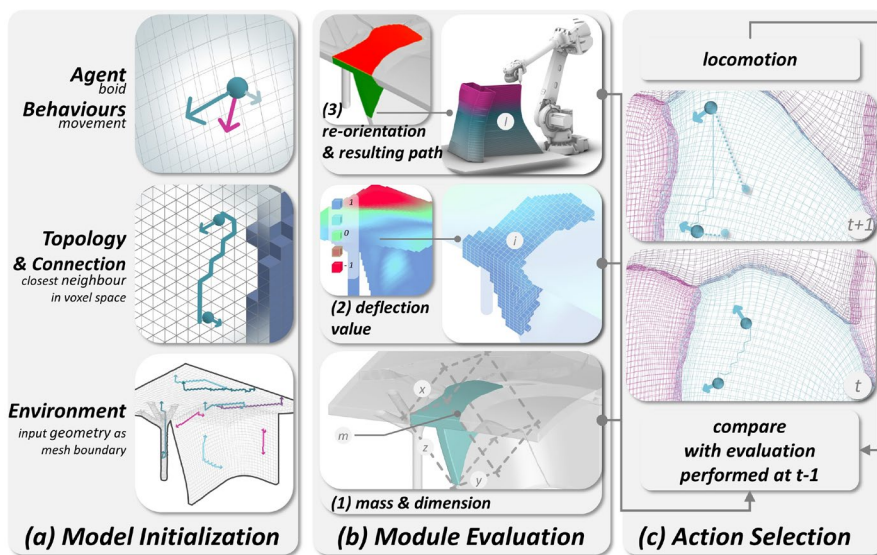 Agent
boid
Behaviours
movement
Topology
& Connection
closest neighbour
in voxel space
Environment
input geometry as
mesh boundary
(a) Model Initialization
(3)
re-orientation
& resulting path
i
1
0
- 1
i
(2) deflection
value
x
m
z
y
(1) mass & dimension
(b) Module Evaluation
locomotion
t+1
t
compare
with evaluation
performed at t-1
(c) Action Selection